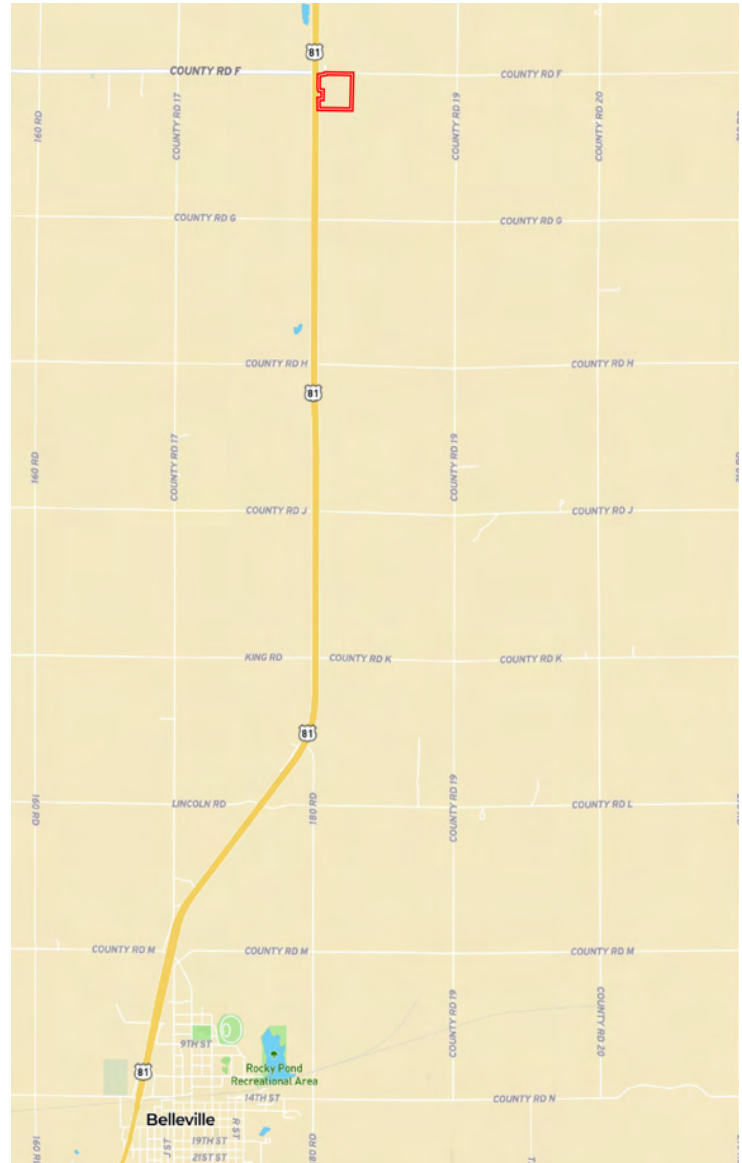 81
COUNTY RD F
COUNTY RD F
160 RD
COUNTY RD 17
COUNTY RD 19
COUNTY RD 20
COUNTY RD G
COUNTY RD G
COUNTY RD H
81
COUNTY RD H
160 RD
COUNTY RD 17
COUNTY RD 19
COUNTY RD J
COUNTY RD J
KING RD
COUNTY RD K
COUNTY RD K
81
160 RD
LINCOLN RD
180 RD
COUNTY RD 19
COUNTY RD L
COUNTY RD M
COUNTY RD M
COUNTY RD M
COUNTY RD 19
COUNTY RD 20
9TH ST
81
Rocky Pond
Recreational Area
14TH ST
COUNTY RD N
Belleville
J ST
R ST
19TH ST
21ST ST
160 RD
180 RD